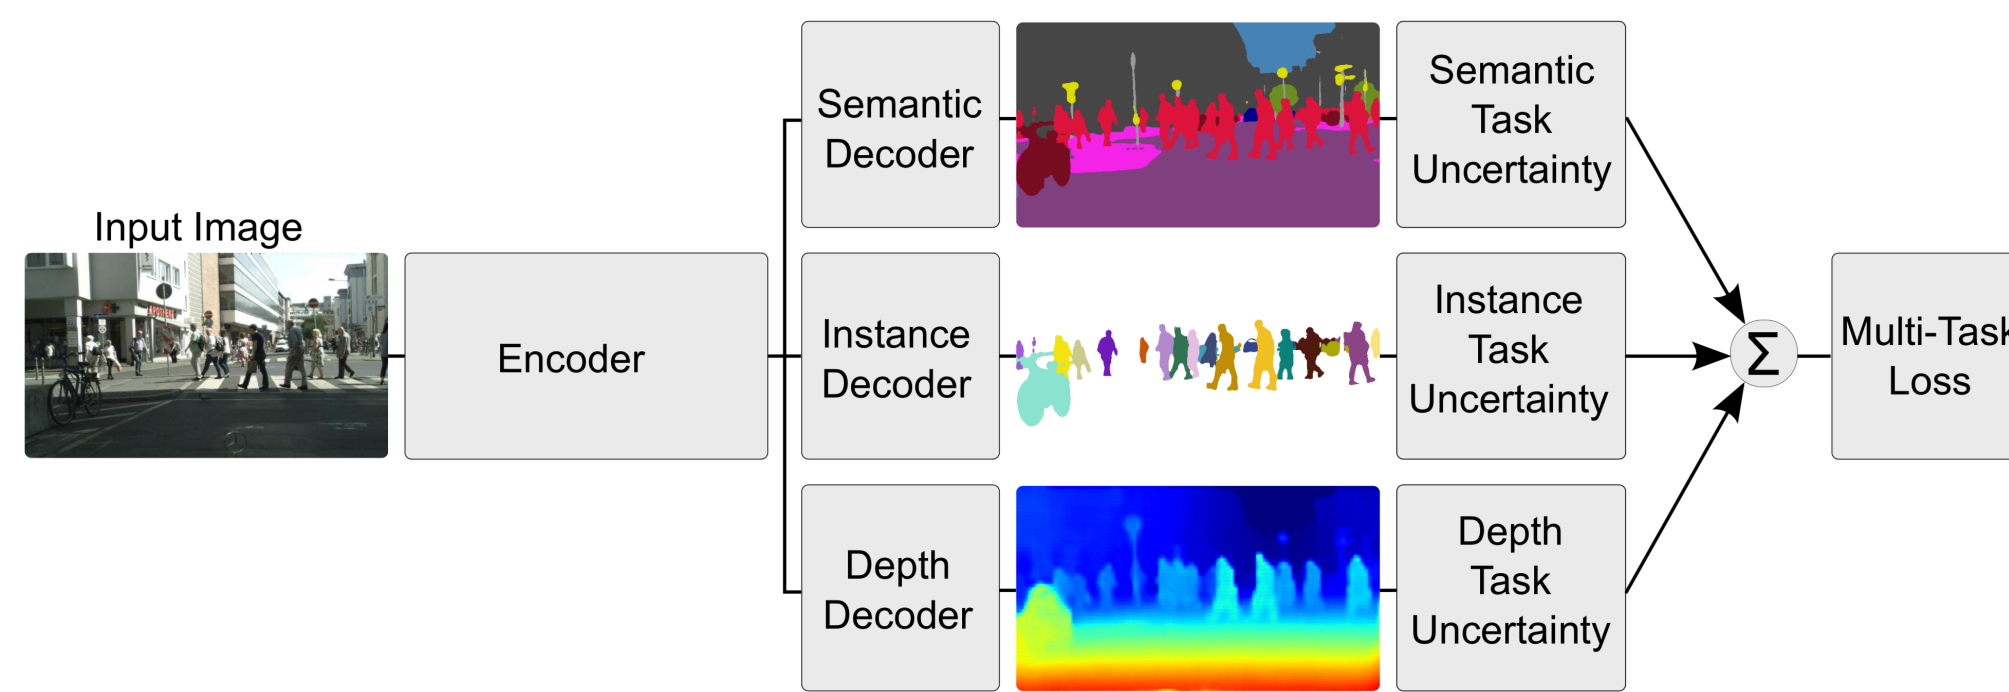 Input Image
Encoder
Semantic
Decoder
Instance
Decoder
Depth
Decoder
Semantic
Task
Uncertainty
Instance
Task
Uncertainty
Depth
Task
Uncertainty
Σ
Multi-Task
Loss